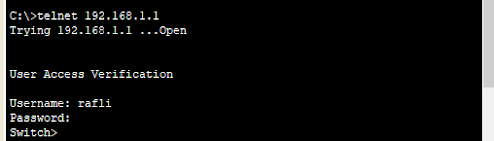 C:\>telnet 192.168.1.1
Trying 192.168.1.1 ...Open
User Access Verification
Username: rafli
Password:
Switch>